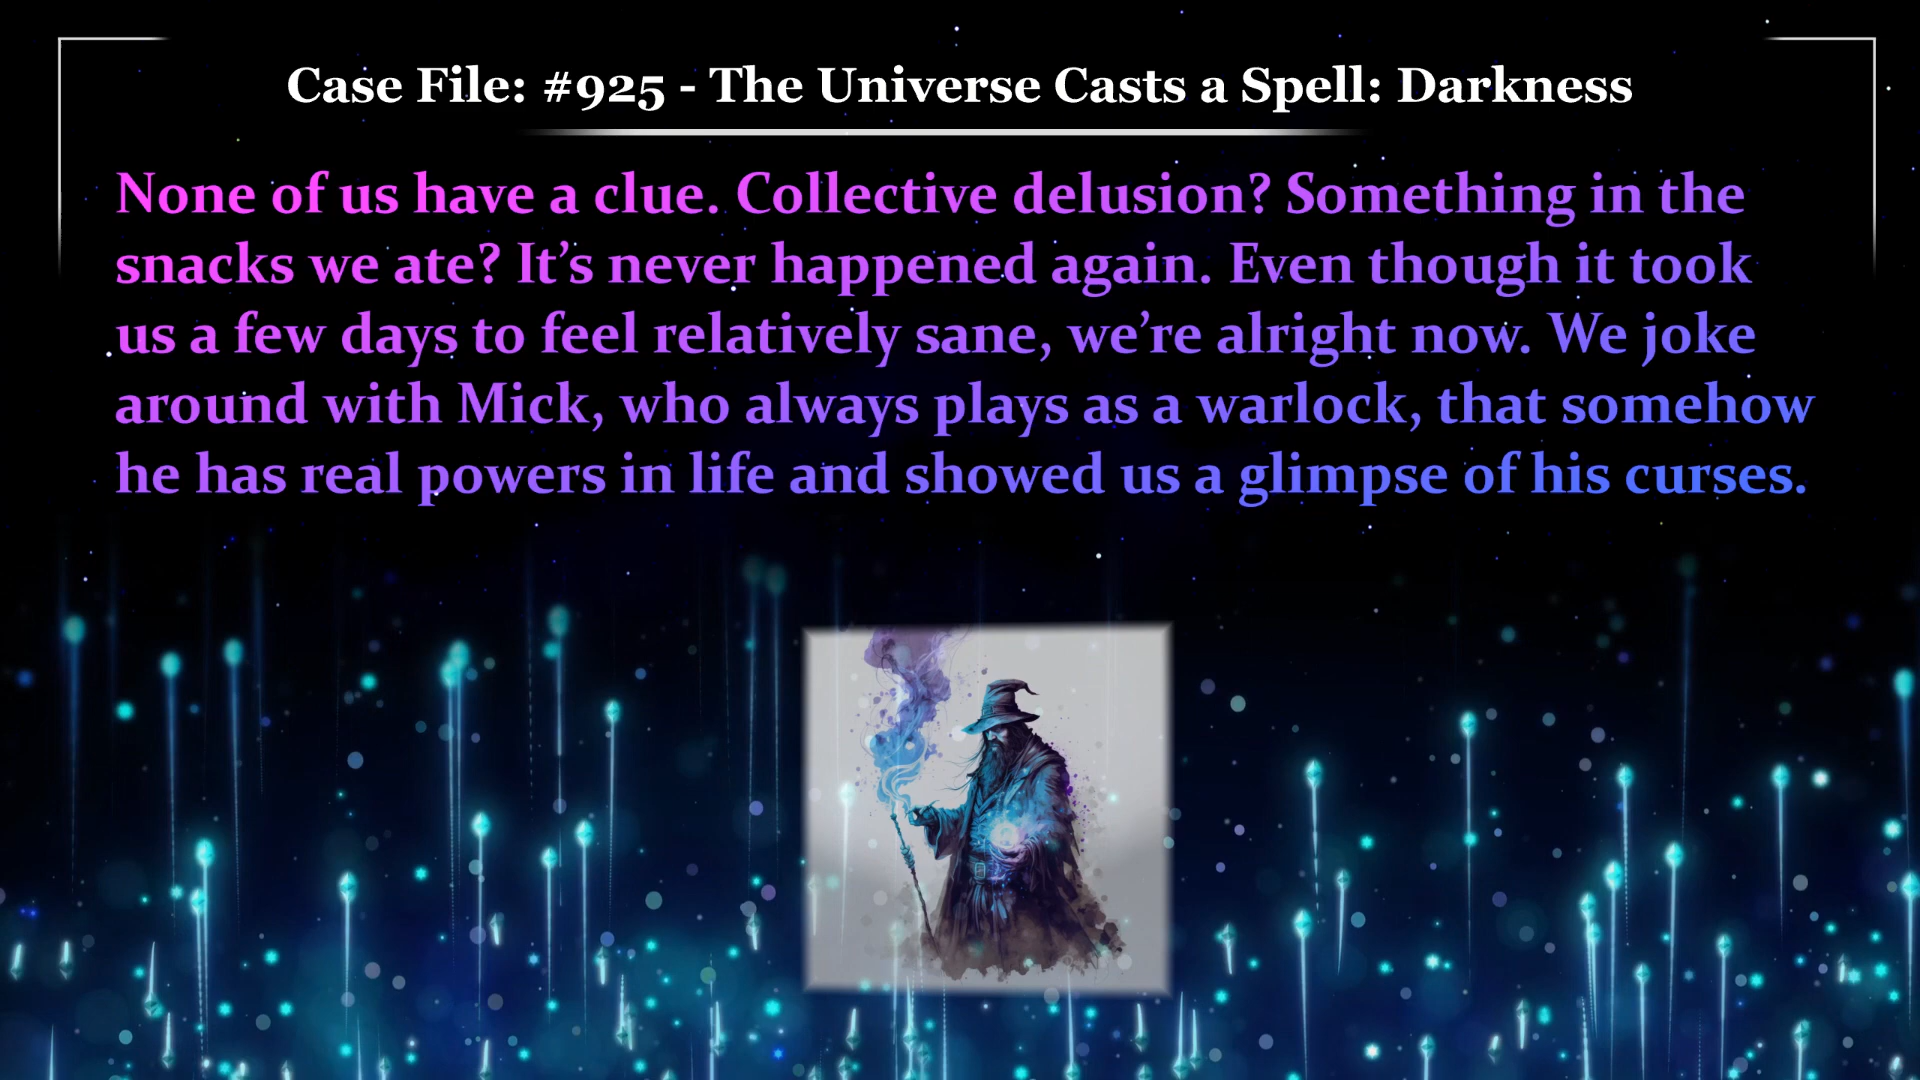 Case File: #925 - The Universe Casts a Spell: Darkness
None of us have a clue. Collective delusion? Something in the
snacks we ate? It’s never happened again. Even though it took
us a few days to feel relatively sane, we’re alright now. We joke
around with Mick, who always plays as a warlock, that somehow
he has real powers in life and showed us a glimpse of his curses.